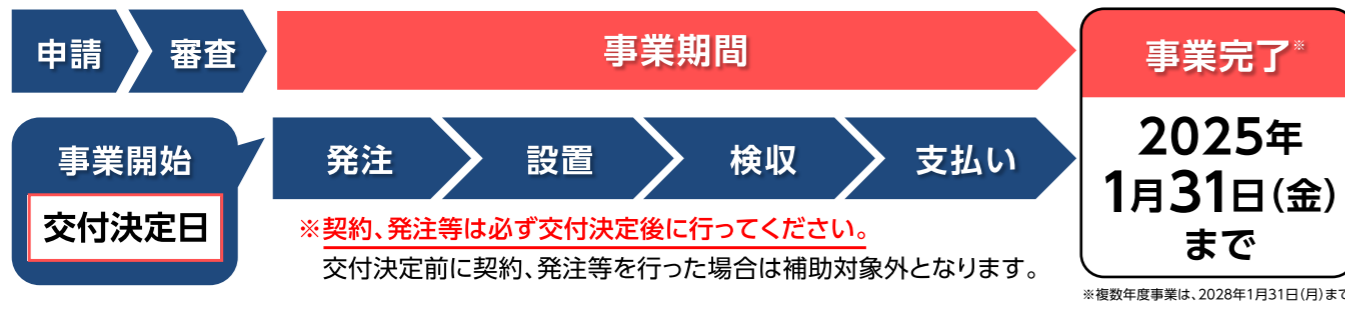 申請
審査
事業期間
事業完了※
事業開始
交付決定日
発注
設置
検収
支払い
※契約、発注等は必ず交付決定後に行ってください。
交付決定前に契約、発注等を行った場合は補助対象外となります。
2025年
1月31日(金)
まで
※複数年度事業は、2028年1月31日(月)まで